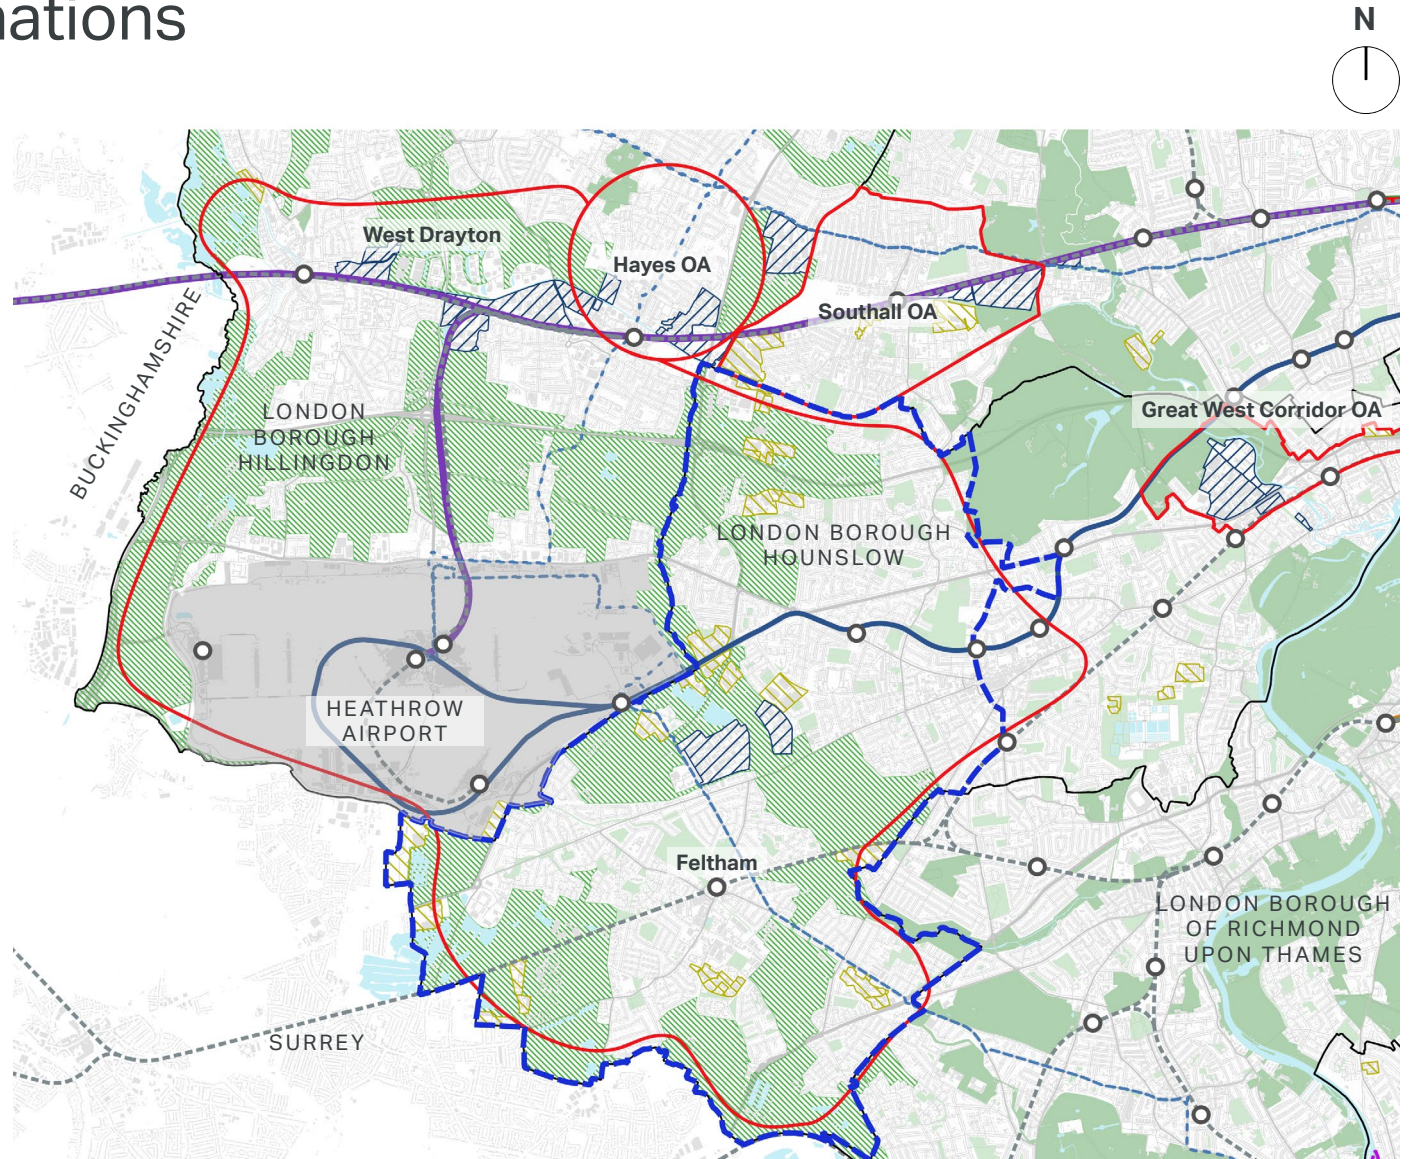 nations
N
West Drayton
Hayes OA
Southall OA
BUCKINGHAMSHIRE
LONDON
BOROUGH
HILLINGDON
Great West Corridor OA
LONDON BOROUGH
HOUNSLOW
HEATHROW
AIRPORT
Feltham
LONDON BOROUGH
OF RICHMOND
UPON THAMES
SURREY